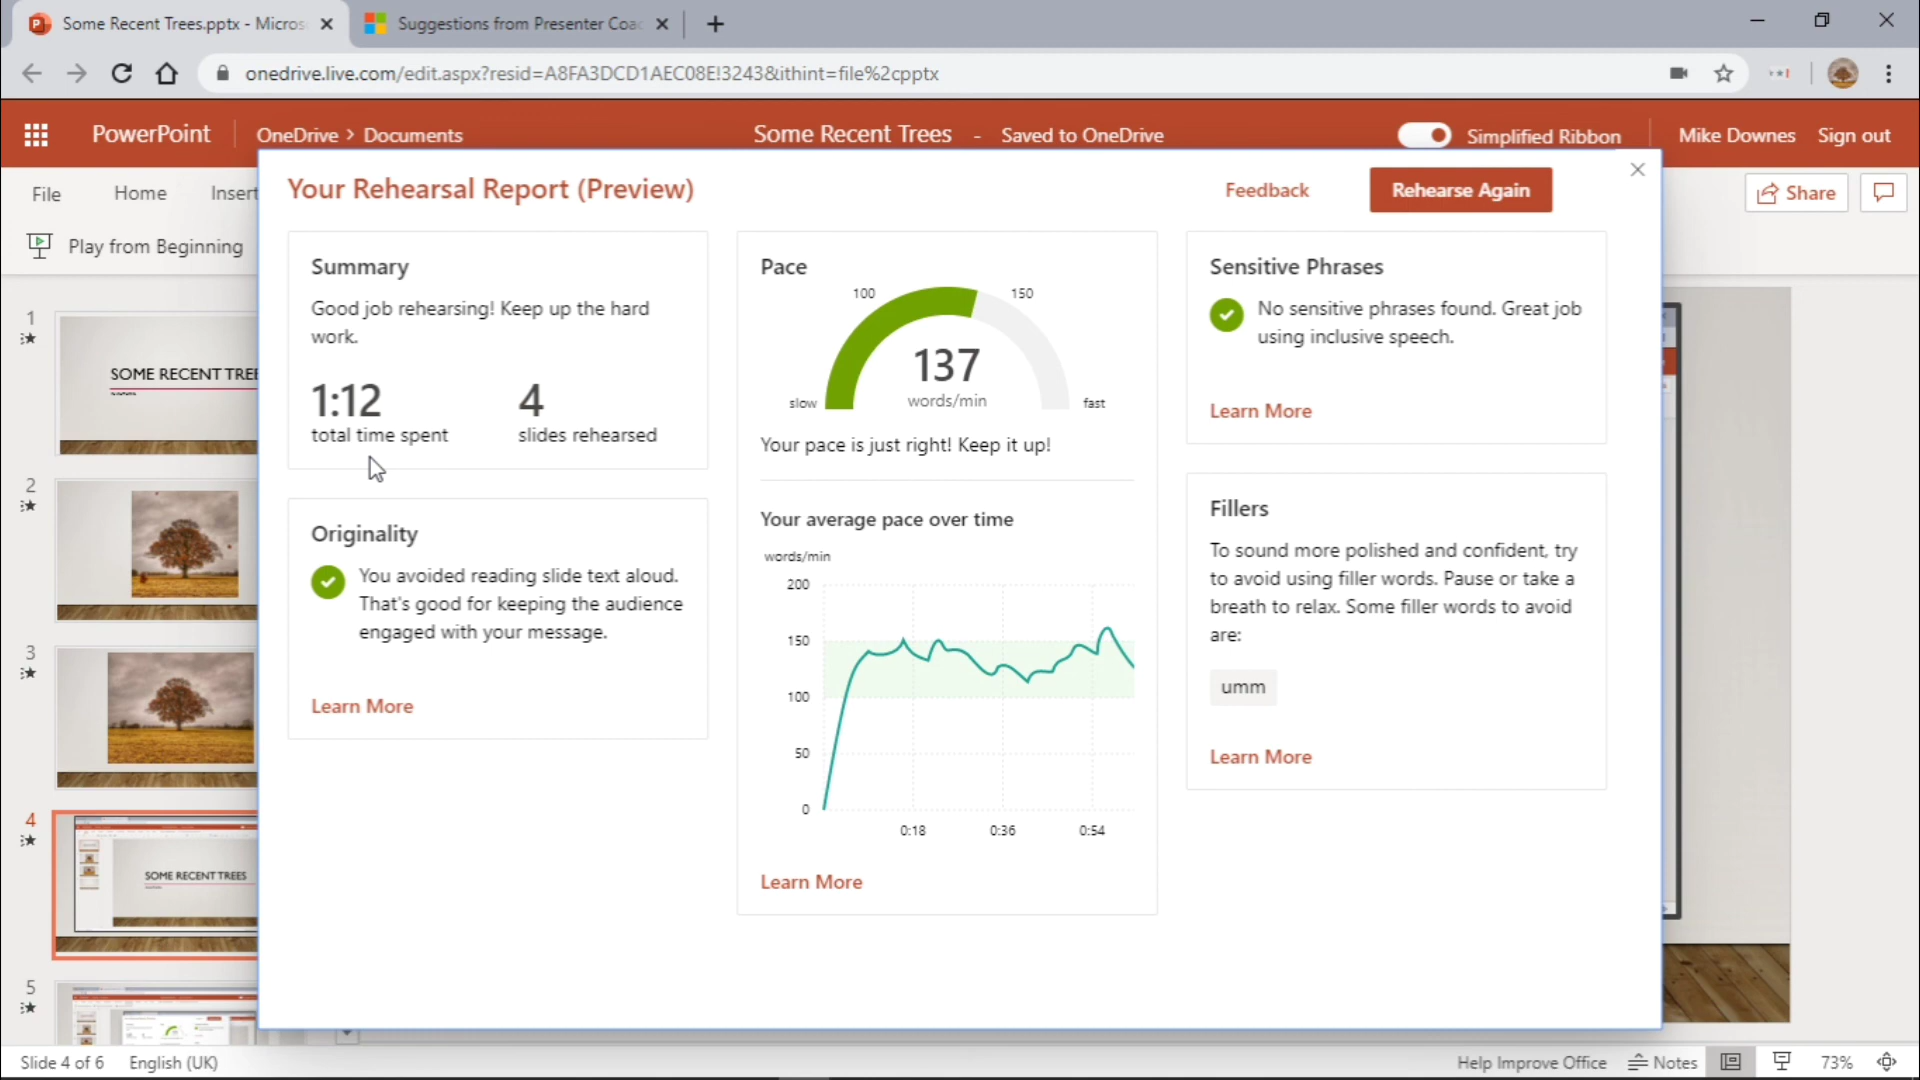 Some Recent Trees.pptx - Micros
Suggestions from Presenter Coac
onedrive.live.com/edit.aspx?resid=A8FA3DCD1AEC08E!3243&ithint=file%2cpptx
PowerPoint
OneDrive > Documents
Some Recent Trees - Saved to OneDrive
Simplified Ribbon
Mike Downes
Sign out
File
Home
Insert
Share
Play from Beginning
Your Rehearsal Report (Preview)
Feedback
Rehearse Again
Summary
Good job rehearsing! Keep up the hard
work.
1:12
total time spent
4
slides rehearsed
Originality
You avoided reading slide text aloud.
That's good for keeping the audience
engaged with your message.
Learn More
Pace
100
150
137
words/min
slow
fast
Your pace is just right! Keep it up!
Your average pace over time
words/min
200
150
100
50
0
0:18
0:36
0:54
Learn More
Sensitive Phrases
No sensitive phrases found. Great job
using inclusive speech.
Learn More
Fillers
To sound more polished and confident, try
to avoid using filler words. Pause or take a
breath to relax. Some filler words to avoid
are:
umm
Learn More
1
SOME RECENT TREE
2
3
4
SOME RECENT TREES
5
Slide 4 of 6
English (UK)
Help Improve Office
Notes
73%